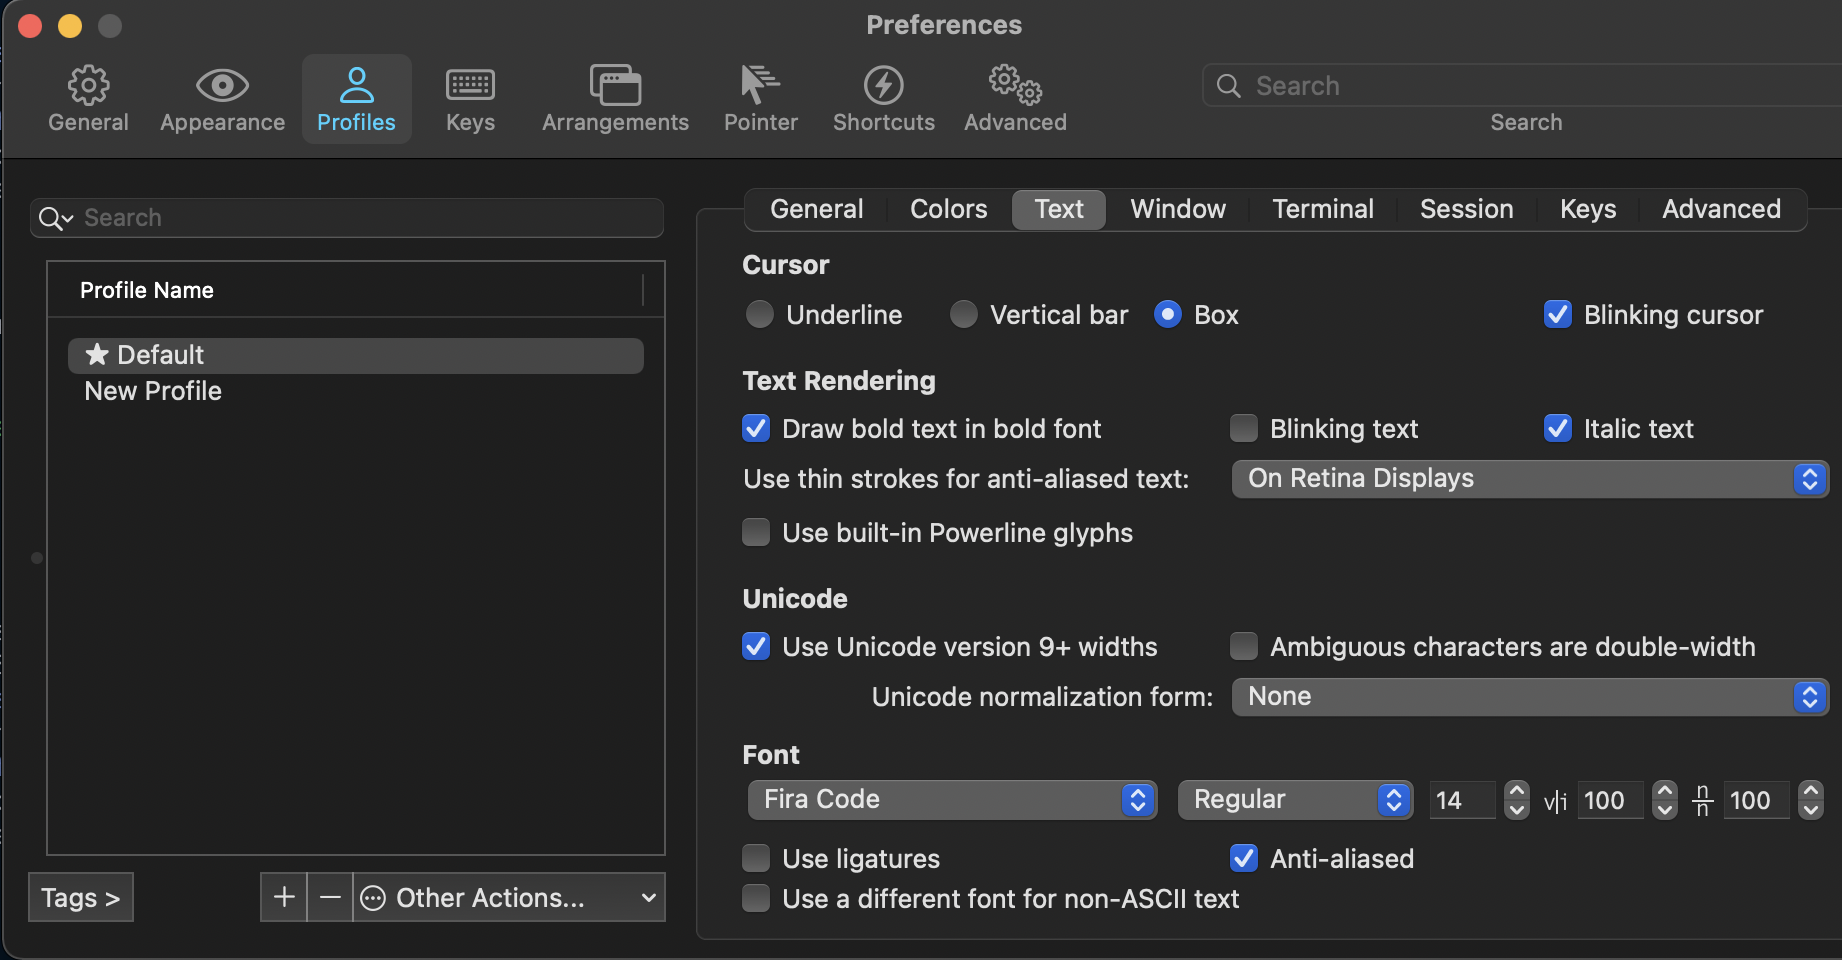 Preferences
General Appearance Profiles Keys Arrangements Pointer Shortcuts Advanced
Search
Search
Search
Profile Name
Default
New Profile
Tags >
+ − Other Actions...
General Colors Text Window Terminal Session Keys Advanced
Cursor
Underline Vertical bar Box Blinking cursor
Text Rendering
Draw bold text in bold font Blinking text Italic text
Use thin strokes for anti-aliased text: On Retina Displays
Use built-in Powerline glyphs
Unicode
Use Unicode version 9+ widths Ambiguous characters are double-width
Unicode normalization form: None
Font
Fira Code Regular 14 v|i 100 n/n 100
Use ligatures Anti-aliased
Use a different font for non-ASCII text